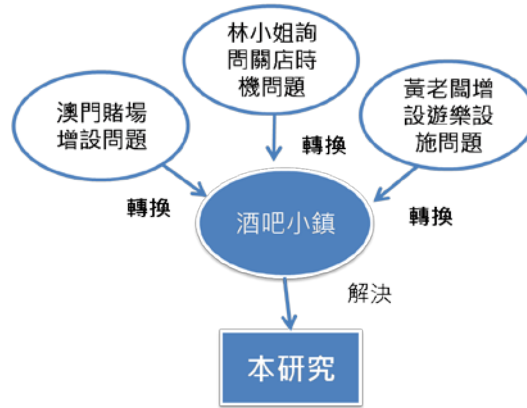 林小姐詢
問關店時
機問題
澳門賭場
增設問題
黃老闆增
設遊樂設
施問題
轉換
轉換
轉換
酒吧小鎮
解決
本研究